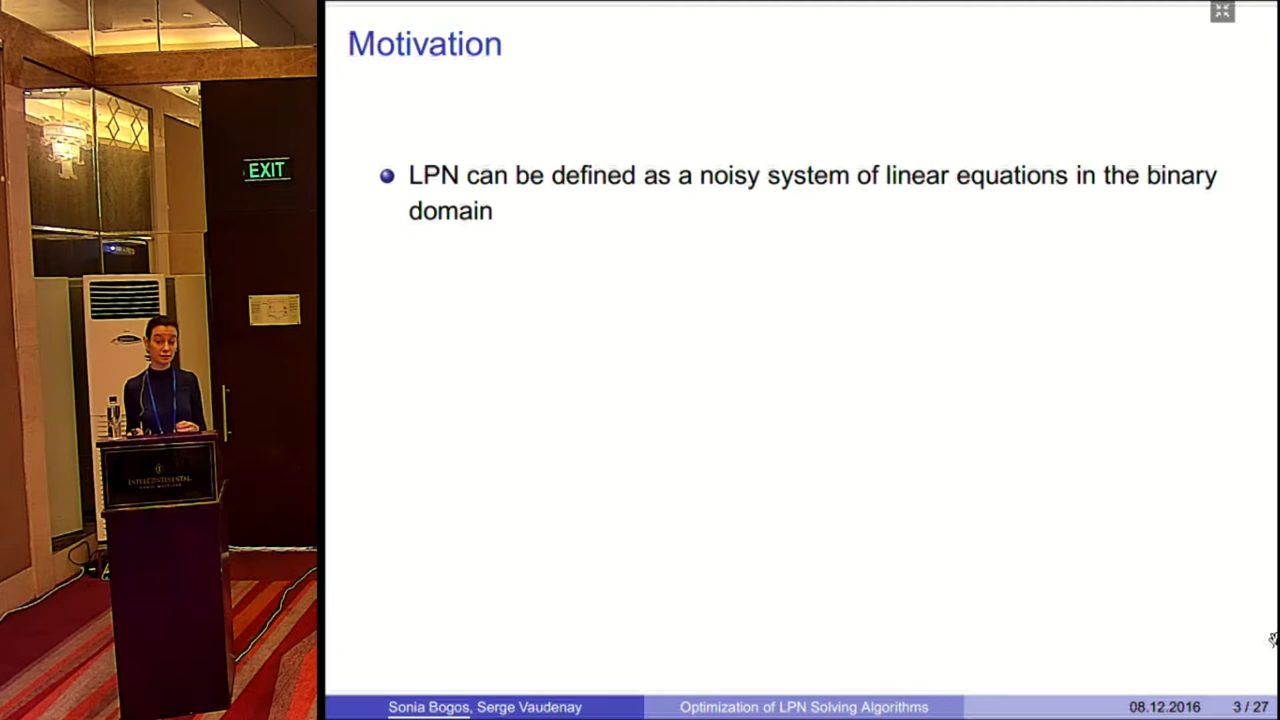 Motivation
LPN can be defined as a noisy system of linear equations in the binary
domain
EXIT
INTERCONTINENTAL
Sonia Bogos, Serge Vaudenay
Optimization of LPN Solving Algorithms
08.12.2016
3 / 27